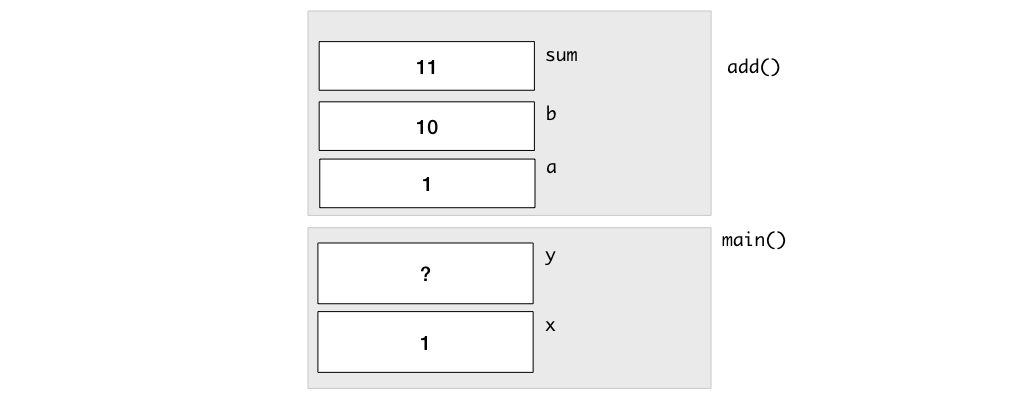 11 sum add()
10 b
1 a
main()
? y
1 x